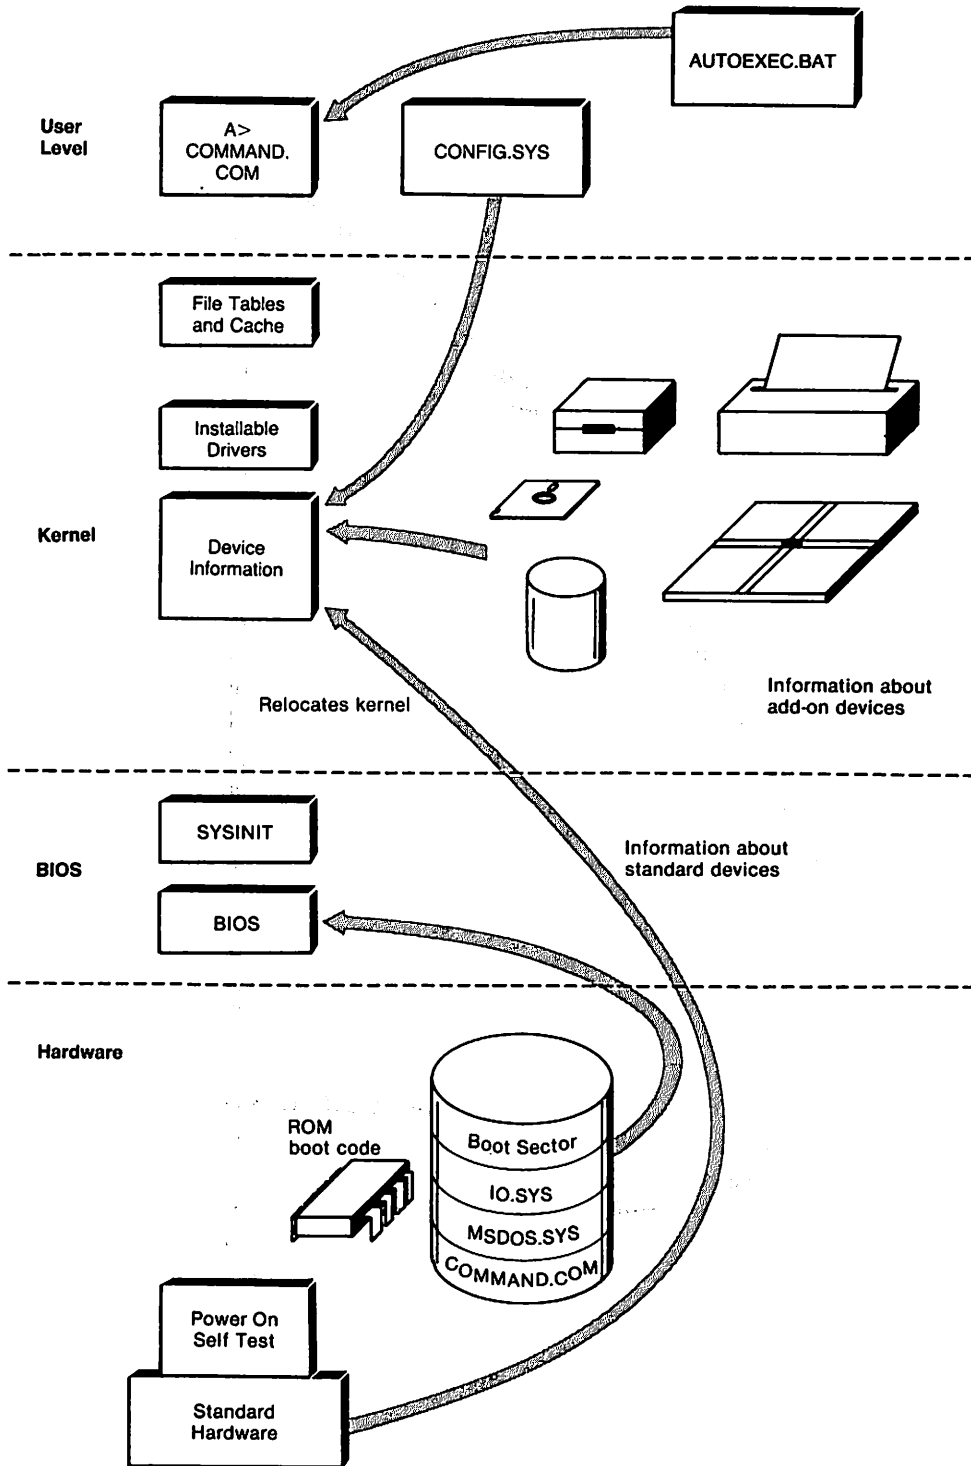 AUTOEXEC.BAT
User
Level
A>
COMMAND.
COM
CONFIG.SYS
File Tables
and Cache
Installable
Drivers
Kernel
Device
Information
Information about
add-on devices
Relocates kernel
SYSINIT
Information about
standard devices
BIOS
BIOS
Hardware
ROM
boot code
Boot Sector
IO.SYS
MSDOS.SYS
COMMAND.COM
Power On
Self Test
Standard
Hardware